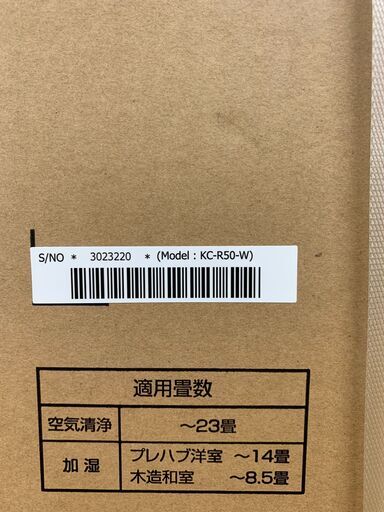 S/NO * 3023220 * (Model : KC-R50-W)
適用畳数
空気清浄 ～23畳
加湿 プレハブ洋室 ～14畳
木造和室 ～8.5畳